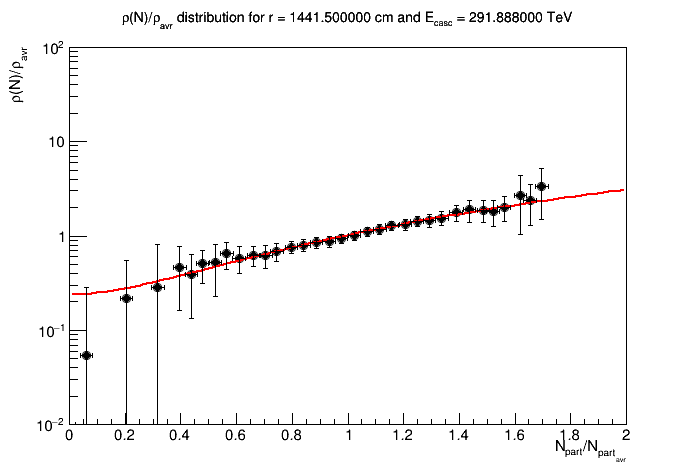 ρ(N)/ρavr distribution for r = 1441.500000 cm and Ecasc = 291.888000 TeV
ρ(N)/ρavr
10²
10
1
10⁻¹
10⁻²
0 0.2 0.4 0.6 0.8 1 1.2 1.4 1.6 1.8 2
Npart/Npartavr